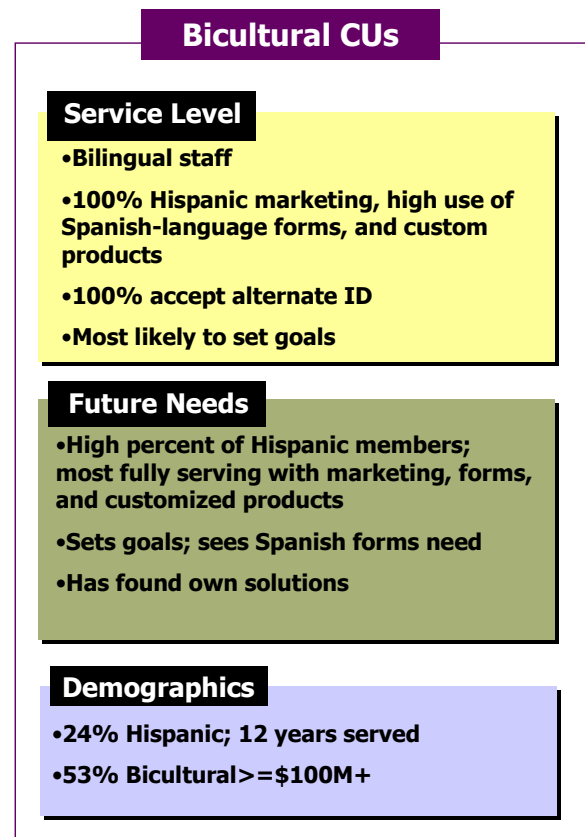 Bicultural CUs
Service Level
•Bilingual staff
•100% Hispanic marketing, high use of
Spanish-language forms, and custom
products
•100% accept alternate ID
•Most likely to set goals
Future Needs
•High percent of Hispanic members;
most fully serving with marketing, forms,
and customized products
•Sets goals; sees Spanish forms need
•Has found own solutions
Demographics
•24% Hispanic; 12 years served
•53% Bicultural>=$100M+